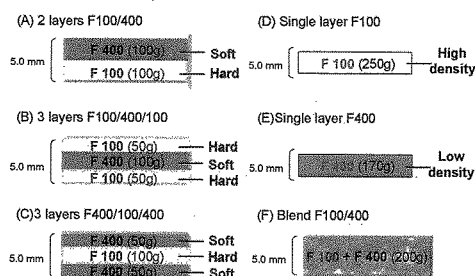 (A) 2 layers F100/400
5.0 mm
F 400 (100g)
Soft
F 100 (100g)
Hard
(B) 3 layers F100/400/100
5.0 mm
F 100 (50g)
Hard
F 400 (100g)
Soft
F 100 (50g)
Hard
(C)3 layers F400/100/400
5.0 mm
F 400 (50g)
Soft
F 100 (100g)
Hard
F 400 (50g)
Soft
(D) Single layer F100
5.0 mm
F 100 (250g)
High
density
(E)Single layer F400
5.0 mm
F 400 (170g)
Low
density
(F) Blend F100/400
5.0 mm
F 100 + F 400 (200g)